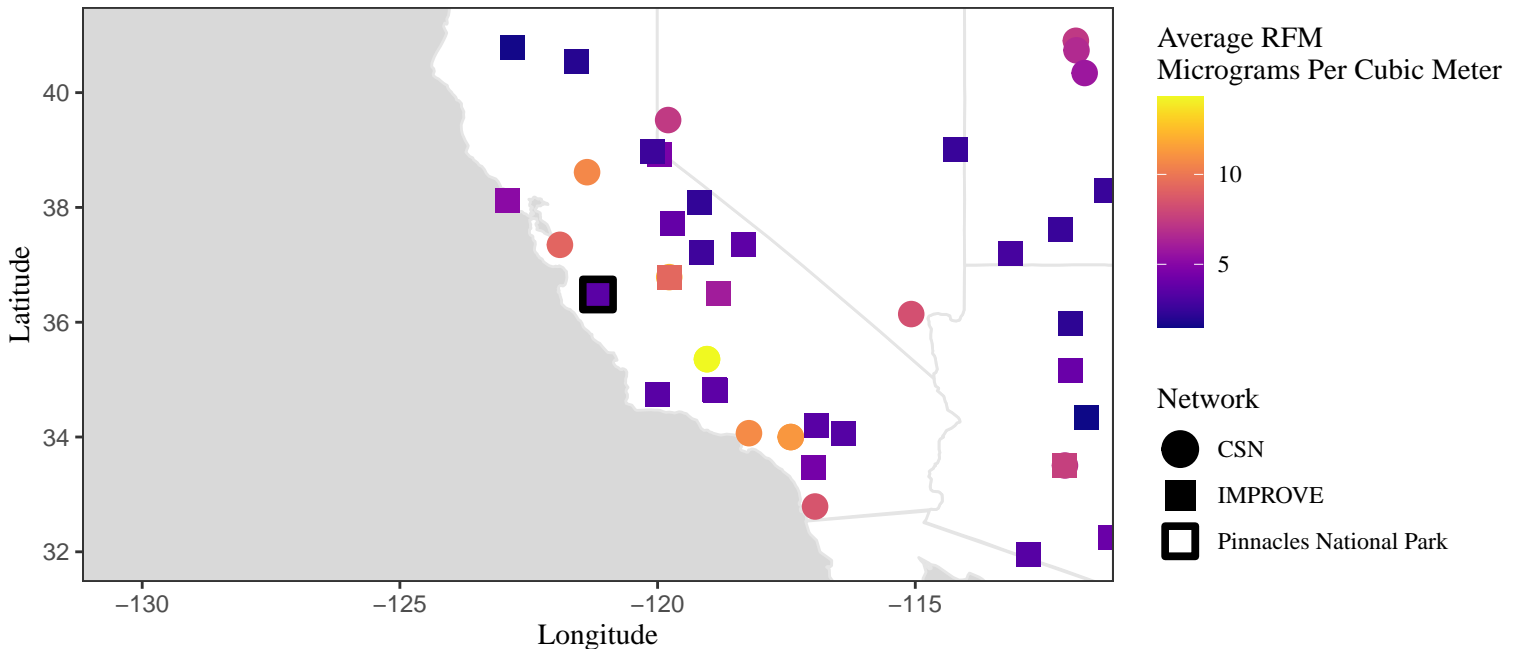 Average RFM
Micrograms Per Cubic Meter
10
5
Network
CSN
IMPROVE
Pinnacles National Park
Latitude
40
38
36
34
32
−130
−125
−120
−115
Longitude